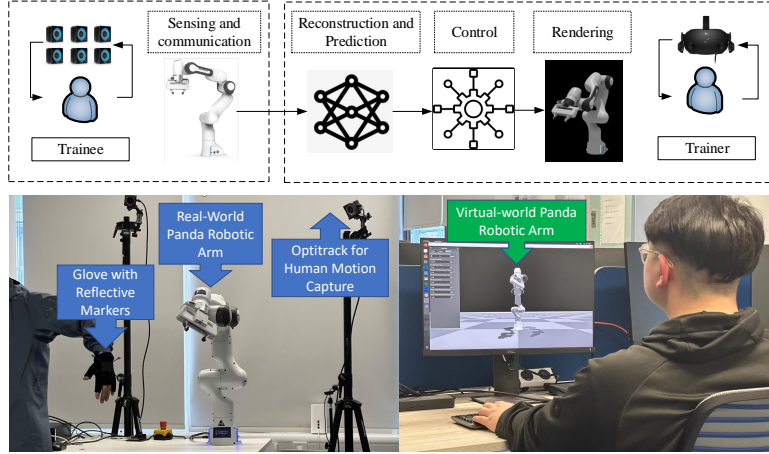 Sensing and
communication
Reconstruction and
Prediction
Control
Rendering
Trainee
Trainer
Real-World
Panda Robotic
Arm
Optitrack for
Human Motion
Capture
Glove with
Reflective
Markers
Virtual-world Panda
Robotic Arm